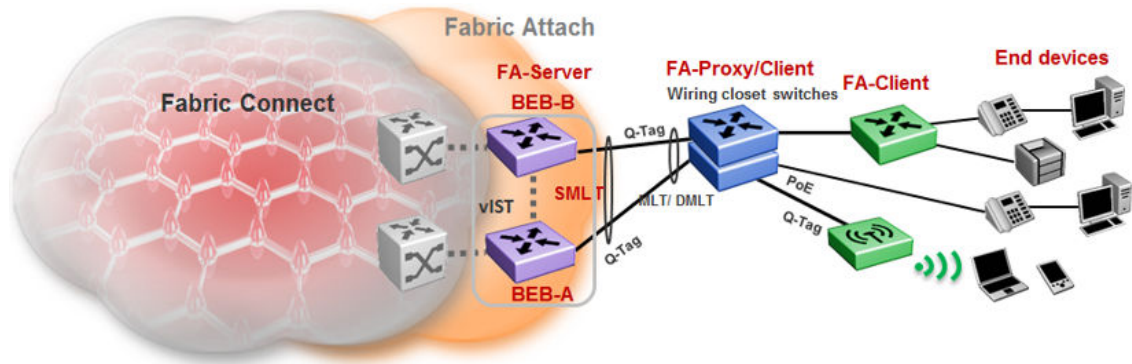 Fabric Attach
Fabric Connect
FA-Server
BEB-B
vIST
SMLT
BEB-A
Q-Tag
Q-Tag
MLT/ DMLT
FA-Proxy/Client
Wiring closet switches
FA-Client
End devices
PoE
Q-Tag